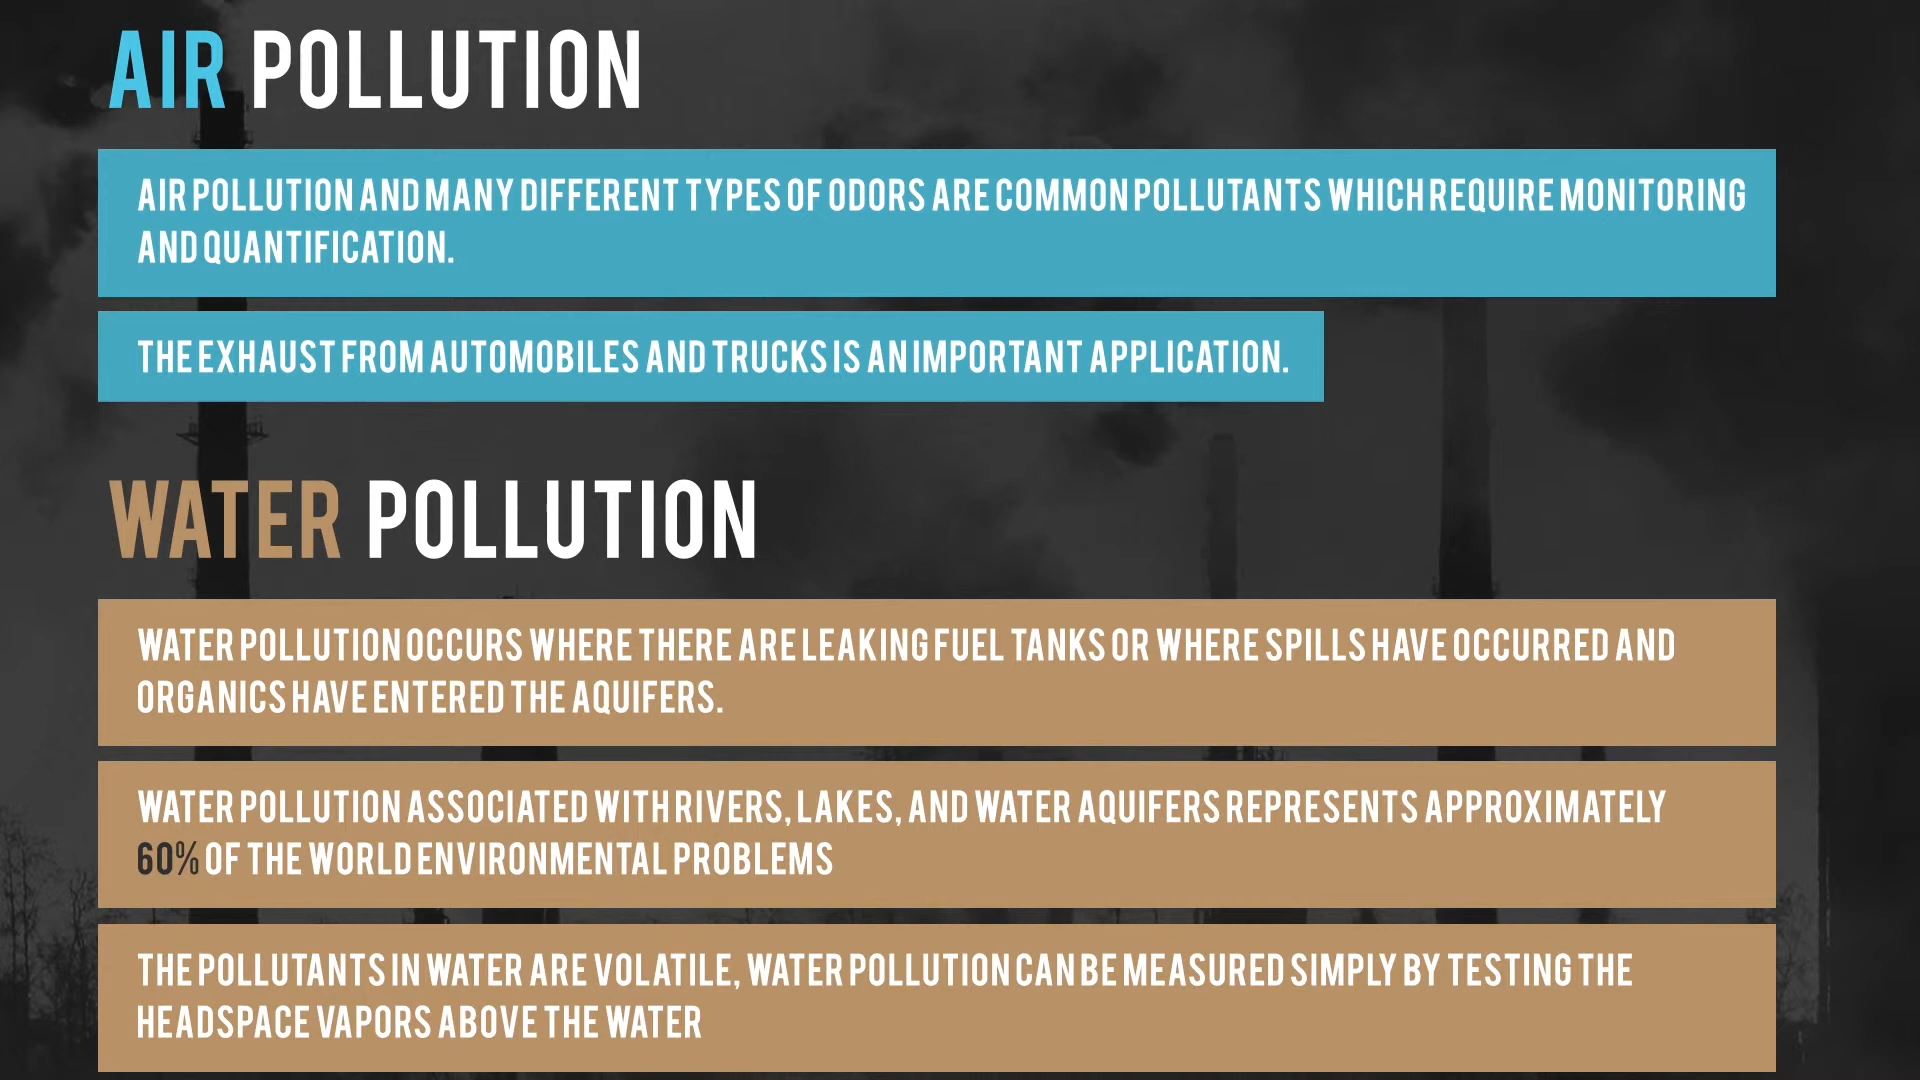 AIR POLLUTION
AIR POLLUTION AND MANY DIFFERENT TYPES OF ODORS ARE COMMON POLLUTANTS WHICH REQUIRE MONITORING
AND QUANTIFICATION.
THE EXHAUST FROM AUTOMOBILES AND TRUCKS IS AN IMPORTANT APPLICATION.
WATER POLLUTION
WATER POLLUTION OCCURS WHERE THERE ARE LEAKING FUEL TANKS OR WHERE SPILLS HAVE OCCURRED AND
ORGANICS HAVE ENTERED THE AQUIFERS.
WATER POLLUTION ASSOCIATED WITH RIVERS, LAKES, AND WATER AQUIFERS REPRESENTS APPROXIMATELY
60% OF THE WORLD ENVIRONMENTAL PROBLEMS
THE POLLUTANTS IN WATER ARE VOLATILE, WATER POLLUTION CAN BE MEASURED SIMPLY BY TESTING THE
HEADSPACE VAPORS ABOVE THE WATER